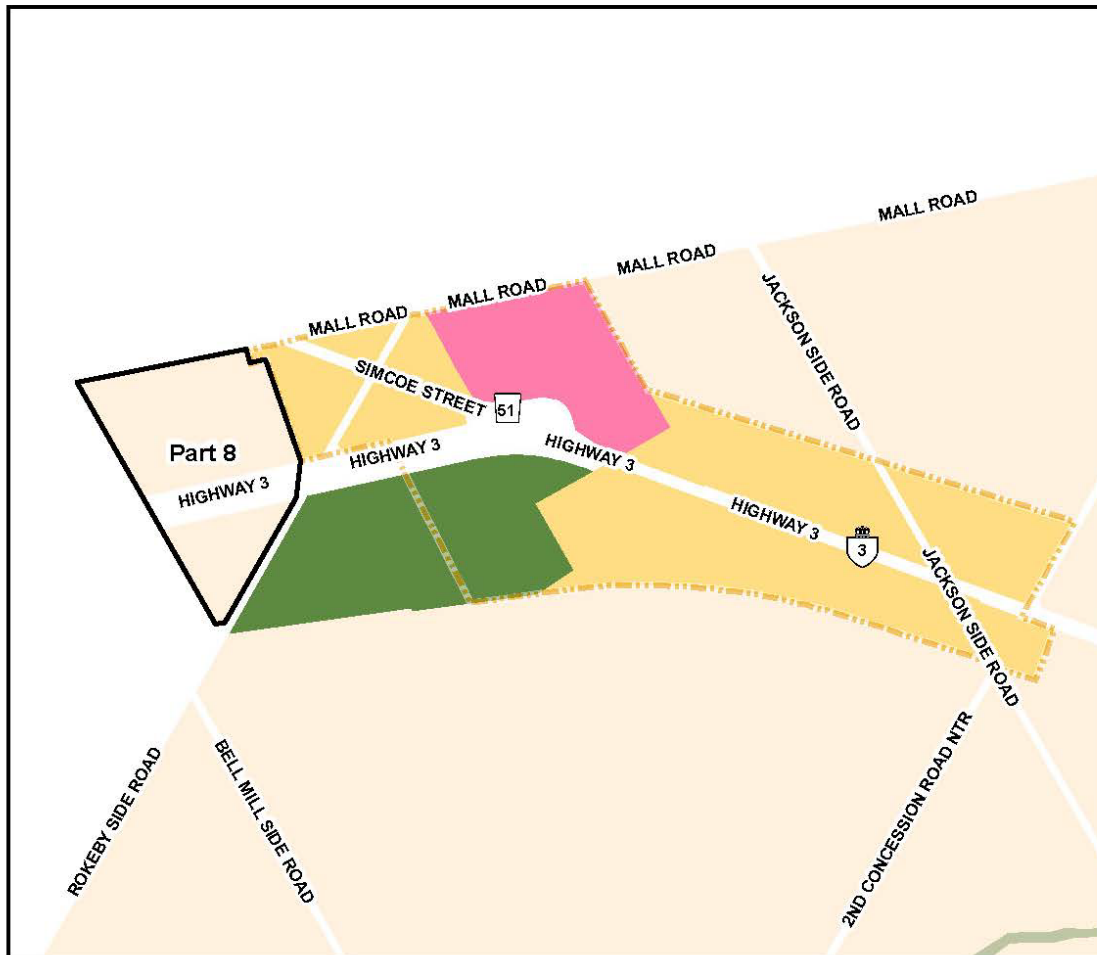 MALL ROAD
MALL ROAD
JACKSON SIDE ROAD
MALL ROAD
MALL ROAD
SIMCOE STREET
51
Part 8
HIGHWAY 3
HIGHWAY 3
HIGHWAY 3
HIGHWAY 3
3
JACKSON SIDE ROAD
2ND CONCESSION ROAD NTR
BELL MILL SIDE ROAD
ROKEBY SIDE ROAD